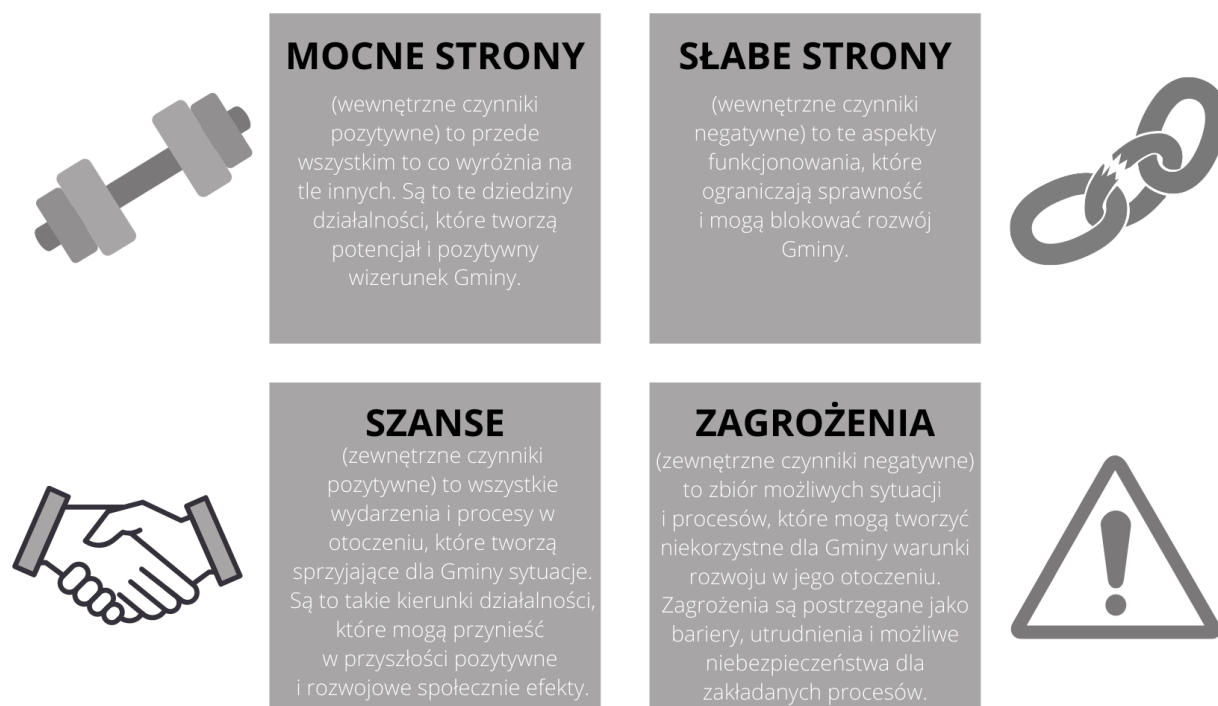 MOCNE STRONY
(wewnętrzne czynniki
pozytywne) to przede
wszystkim to co wyróżnia na
tle innych. Są to te dziedziny
działalności, które tworzą
potencjał i pozytywny
wizerunek Gminy.
SŁABE STRONY
(wewnętrzne czynniki
negatywne) to te aspekty
funkcjonowania, które
ograniczają sprawność
i mogą blokować rozwój
Gminy.
SZANSE
(zewnętrzne czynniki
pozytywne) to wszystkie
wydarzenia i procesy w
otoczeniu, które tworzą
sprzyjające dla Gminy sytuacje.
Są to takie kierunki działalności,
które mogą przynieść
w przyszłości pozytywne
i rozwojowe społecznie efekty.
ZAGROŻENIA
(zewnętrzne czynniki negatywne)
to zbiór możliwych sytuacji
i procesów, które mogą tworzyć
niekorzystne dla Gminy warunki
rozwoju w jego otoczeniu.
Zagrożenia są postrzegane jako
bariery, utrudnienia i możliwe
niebezpieczeństwa dla
zakładanych procesów.